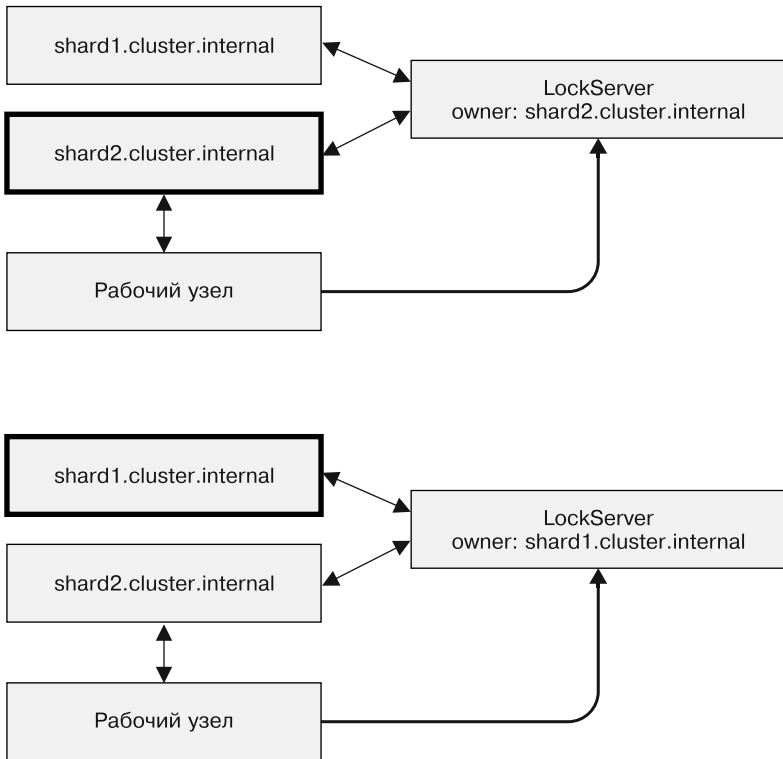 shard1.cluster.internal
LockServer
owner: shard2.cluster.internal
shard2.cluster.internal
Рабочий узел
shard1.cluster.internal
LockServer
owner: shard1.cluster.internal
shard2.cluster.internal
Рабочий узел